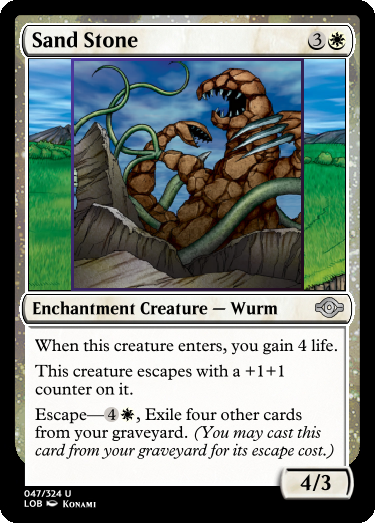 Sand Stone 3
Enchantment Creature — Wurm
When this creature enters, you gain 4 life.
This creature escapes with a +1+1
counter on it.
Escape—4, Exile four other cards
from your graveyard. (You may cast this
card from your graveyard for its escape cost.)
4/3
047/324 U
LOB Konami